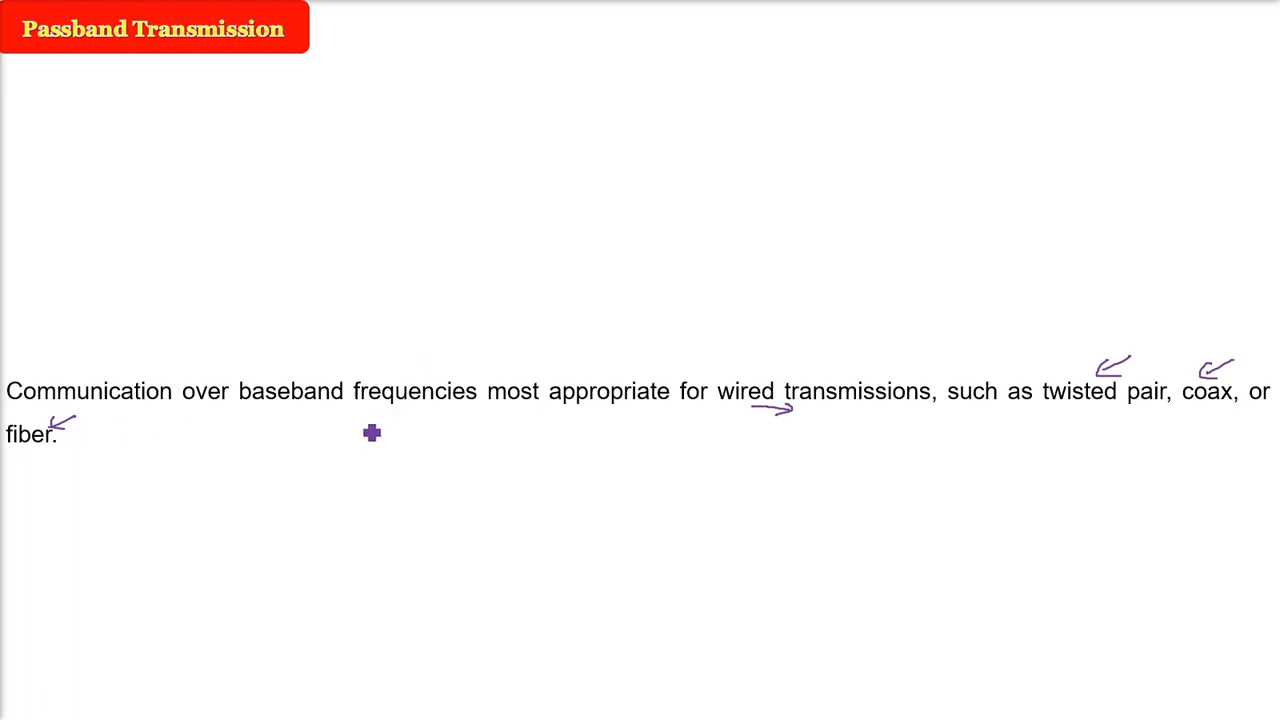 Passband Transmission
Communication over baseband frequencies most appropriate for wired transmissions, such as twisted pair, coax, or
fiber.